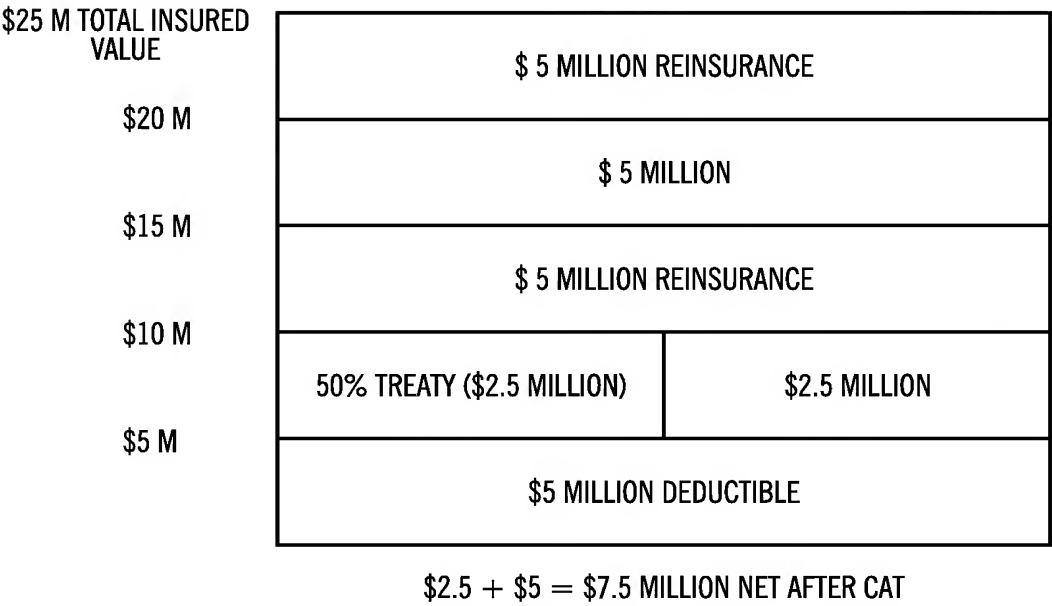 $25 M TOTAL INSURED
VALUE
$ 5 MILLION REINSURANCE
$20 M
$ 5 MILLION
$15 M
$ 5 MILLION REINSURANCE
$10 M
50% TREATY ($2.5 MILLION)
$2.5 MILLION
$5 M
$5 MILLION DEDUCTIBLE
$2.5 + $5 = $7.5 MILLION NET AFTER CAT